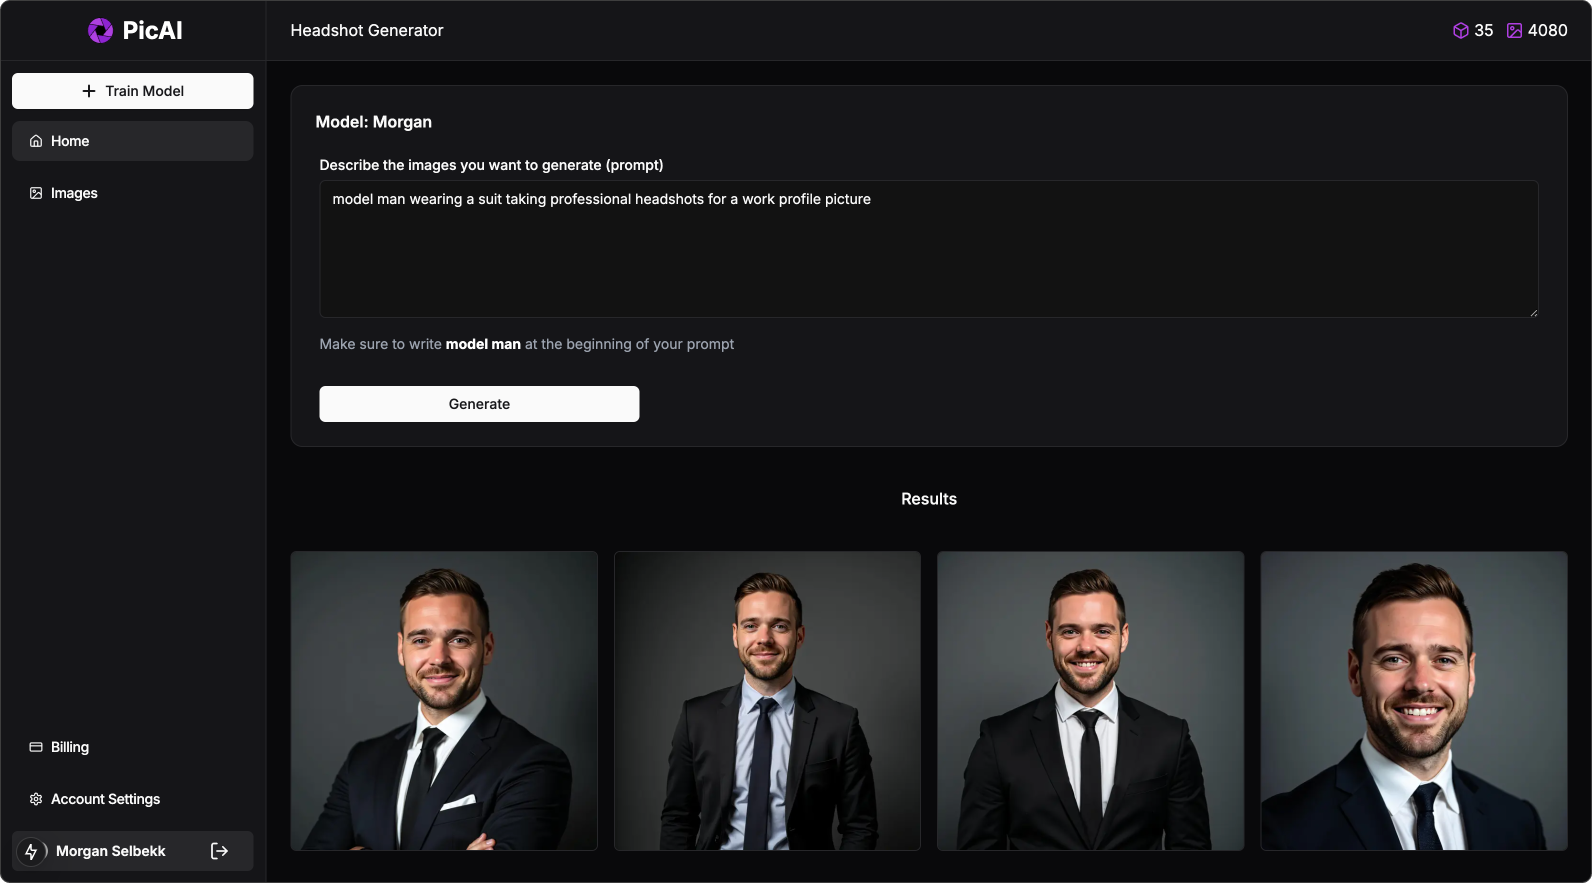 PicAI
Headshot Generator
35
4080
Train Model
Home
Images
Model: Morgan
Describe the images you want to generate (prompt)
model man wearing a suit taking professional headshots for a work profile picture
Make sure to write model man at the beginning of your prompt
Generate
Results
Billing
Account Settings
Morgan Selbekk